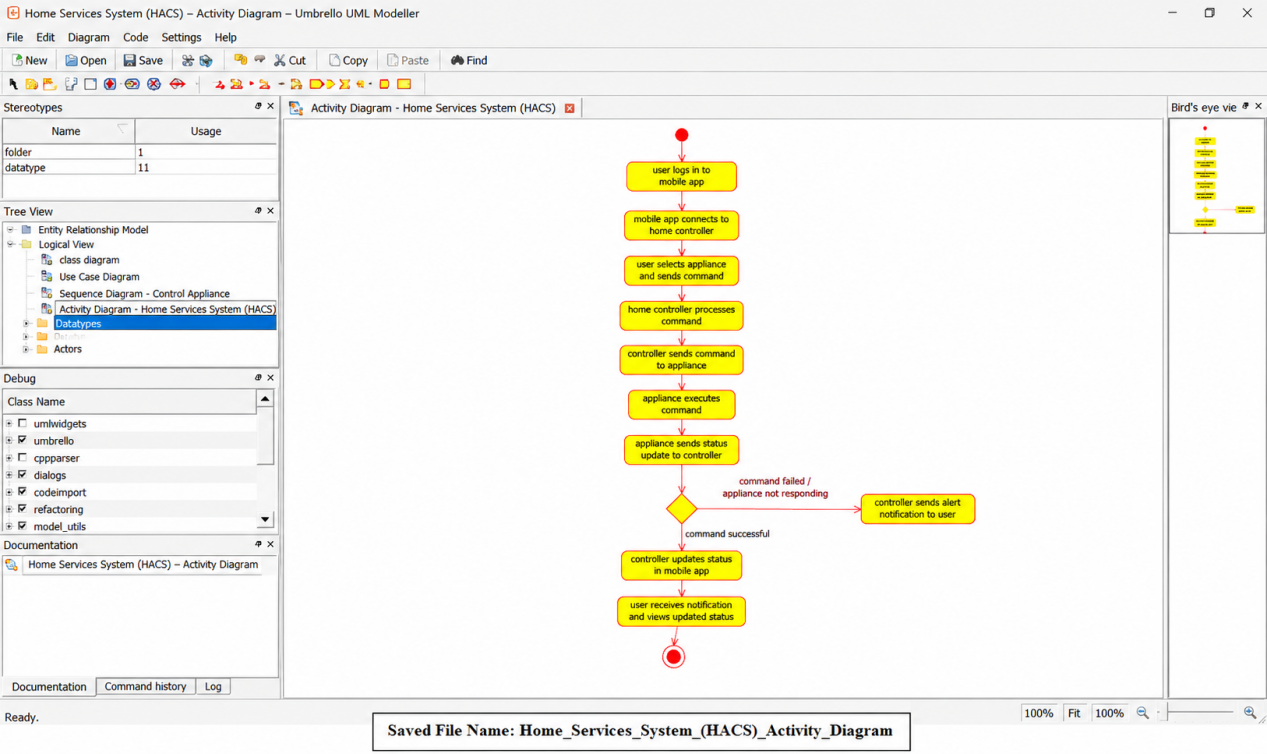 Home Services System (HACS) – Activity Diagram – Umbrello UML Modeller
File Edit Diagram Code Settings Help
New Open Save Cut Copy Paste Find
Stereotypes
Name Usage
folder 1
datatype 11
Tree View
Entity Relationship Model
Logical View
class diagram
Use Case Diagram
Sequence Diagram - Control Appliance
Activity Diagram - Home Services System (HACS)
Datatypes
Actors
Debug
Class Name
umlwidgets
umbrello
cppparser
dialogs
codeimport
refactoring
model_utils
Documentation
Home Services System (HACS) – Activity Diagram
Documentation Command history Log
Activity Diagram - Home Services System (HACS)
user logs in to
mobile app
mobile app connects to
home controller
user selects appliance
and sends command
home controller processes
command
controller sends command
to appliance
appliance executes
command
appliance sends status
update to controller
command failed /
appliance not responding
controller sends alert
notification to user
command successful
controller updates status
in mobile app
user receives notification
and views updated status
Bird's eye vie
Ready.
100% Fit 100%
Saved File Name: Home_Services_System_(HACS)_Activity_Diagram